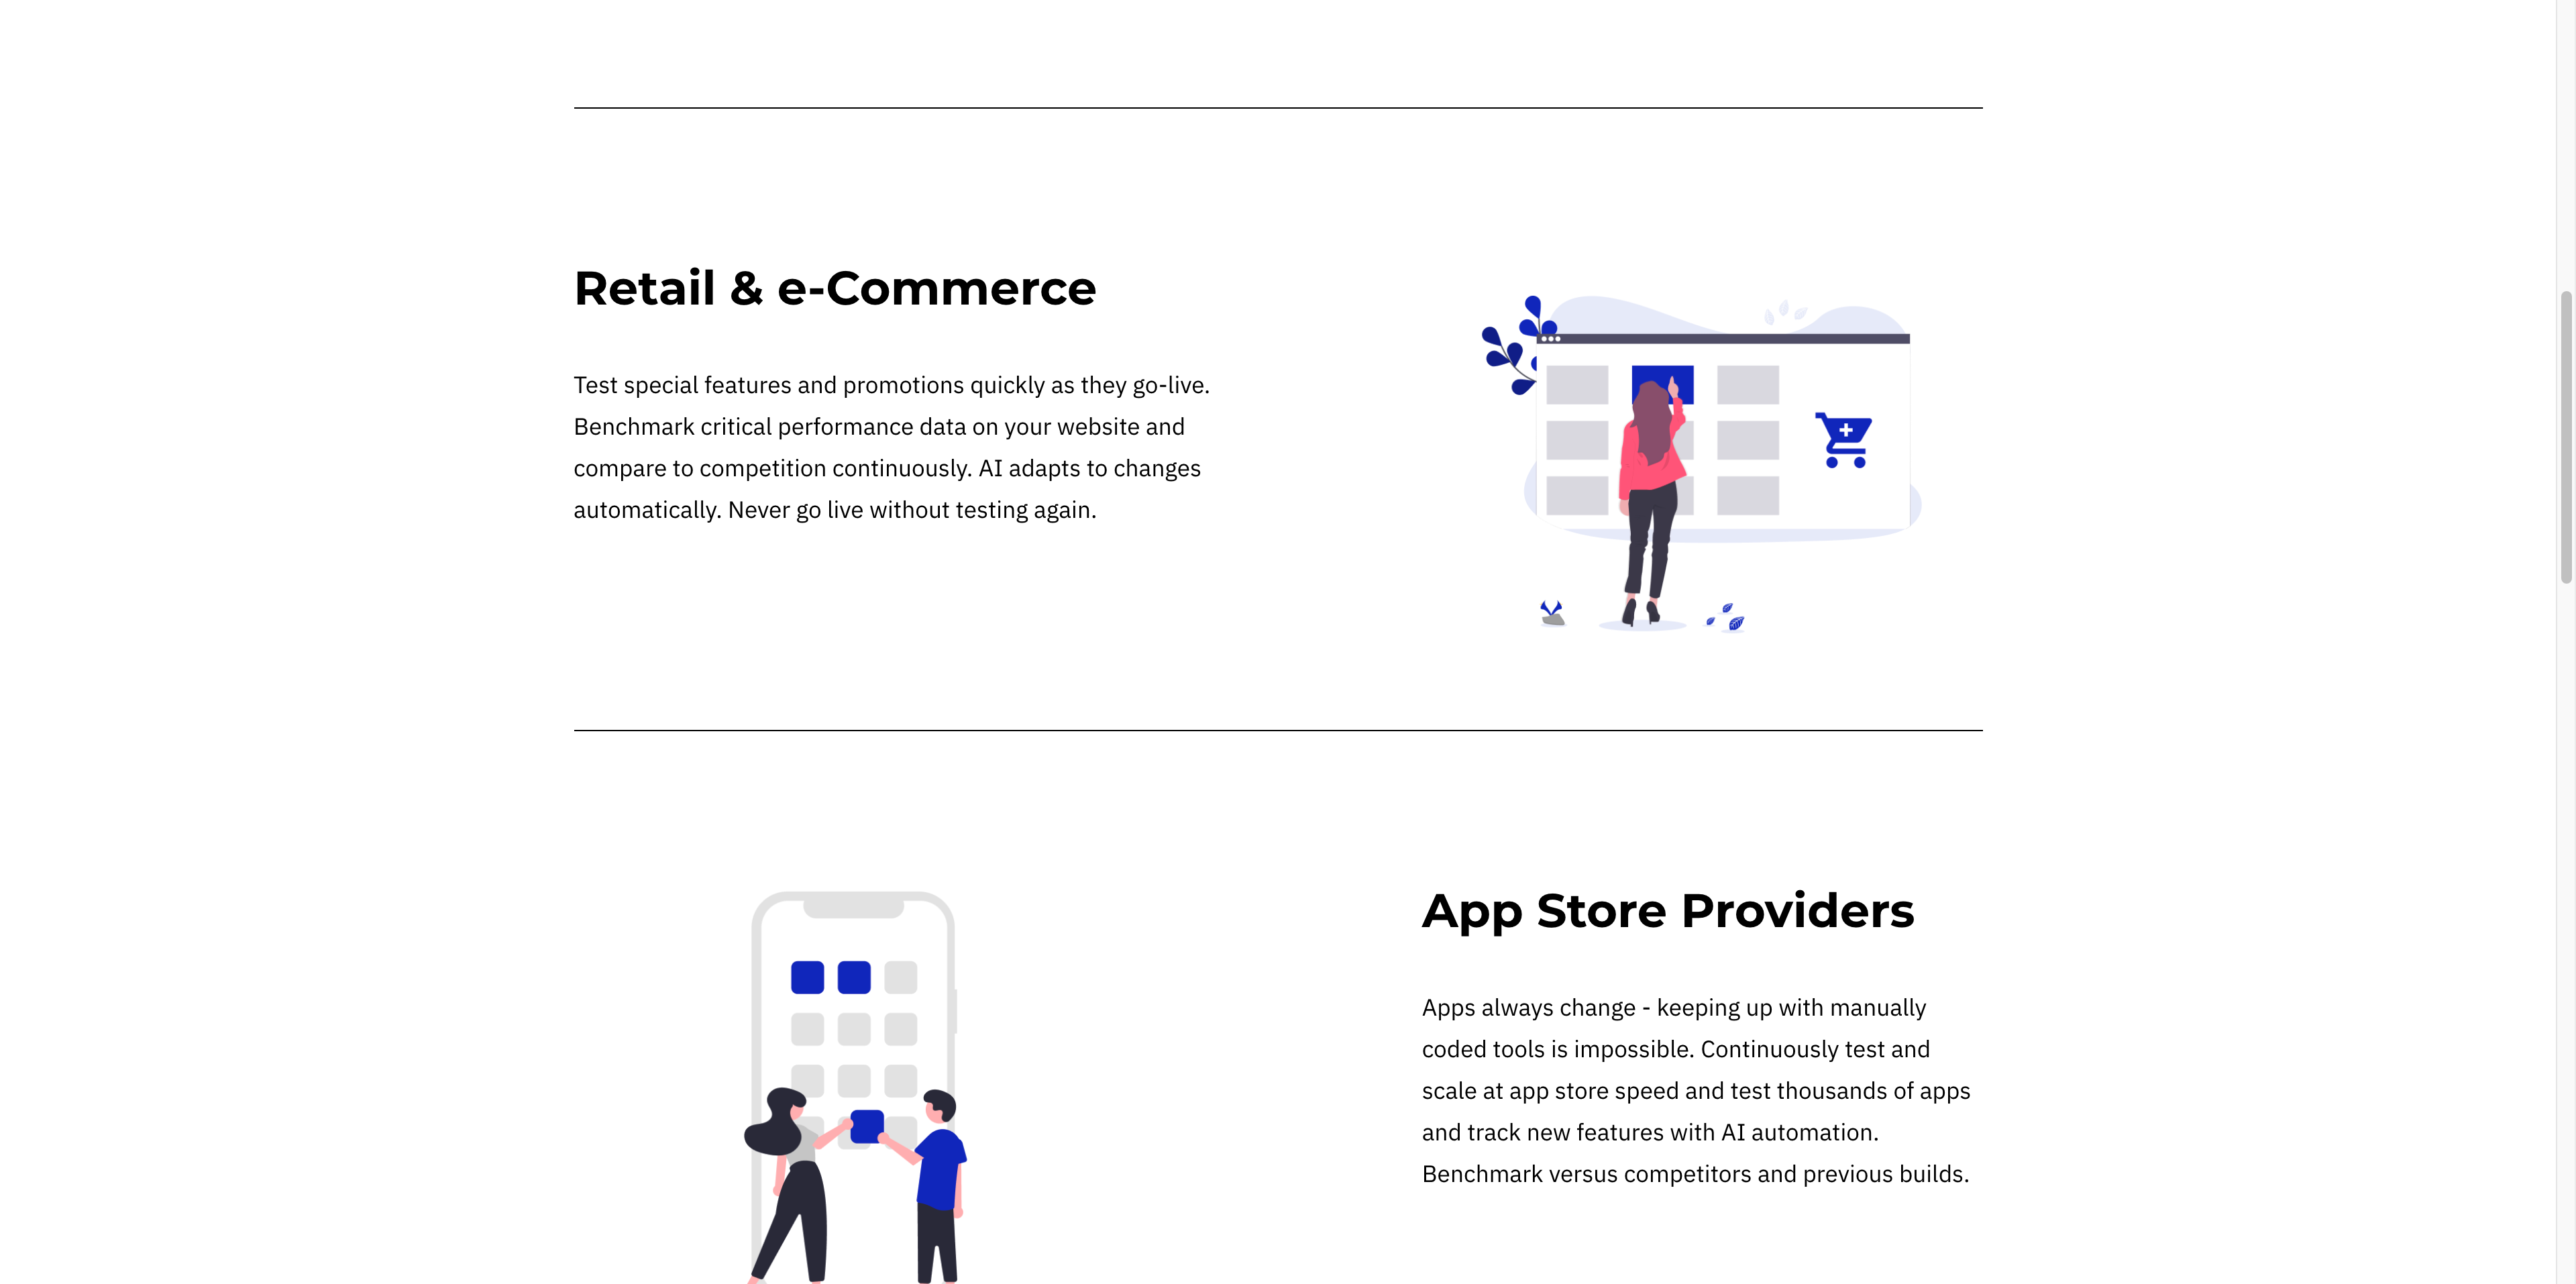 Retail & e-Commerce
Test special features and promotions quickly as they go-live.
Benchmark critical performance data on your website and
compare to competition continuously. AI adapts to changes
automatically. Never go live without testing again.
App Store Providers
Apps always change - keeping up with manually
coded tools is impossible. Continuously test and
scale at app store speed and test thousands of apps
and track new features with AI automation.
Benchmark versus competitors and previous builds.